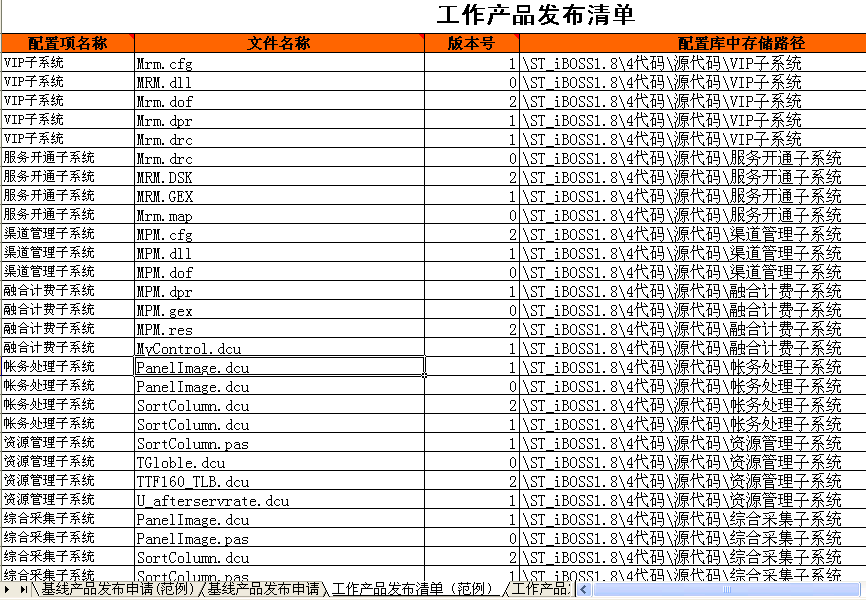 工作产品发布清单
配置项名称 文件名称 版本号 配置库中存储路径
VIP子系统 Mrm.cfg 1 \ST_iBOSS1.8\4代码\源代码\VIP子系统
VIP子系统 MRM.dll 0 \ST_iBOSS1.8\4代码\源代码\VIP子系统
VIP子系统 Mrm.dof 2 \ST_iBOSS1.8\4代码\源代码\VIP子系统
VIP子系统 Mrm.dpr 1 \ST_iBOSS1.8\4代码\源代码\VIP子系统
VIP子系统 Mrm.drc 1 \ST_iBOSS1.8\4代码\源代码\VIP子系统
服务开通子系统 Mrm.drc 0 \ST_iBOSS1.8\4代码\源代码\服务开通子系统
服务开通子系统 MRM.DSK 2 \ST_iBOSS1.8\4代码\源代码\服务开通子系统
服务开通子系统 MRM.GEX 1 \ST_iBOSS1.8\4代码\源代码\服务开通子系统
服务开通子系统 Mrm.map 0 \ST_iBOSS1.8\4代码\源代码\服务开通子系统
渠道管理子系统 MPM.cfg 2 \ST_iBOSS1.8\4代码\源代码\渠道管理子系统
渠道管理子系统 MPM.dll 1 \ST_iBOSS1.8\4代码\源代码\渠道管理子系统
渠道管理子系统 MPM.dof 0 \ST_iBOSS1.8\4代码\源代码\渠道管理子系统
融合计费子系统 MPM.dpr 1 \ST_iBOSS1.8\4代码\源代码\融合计费子系统
融合计费子系统 MPM.gex 0 \ST_iBOSS1.8\4代码\源代码\融合计费子系统
融合计费子系统 MPM.res 2 \ST_iBOSS1.8\4代码\源代码\融合计费子系统
融合计费子系统 MyControl.dcu 1 \ST_iBOSS1.8\4代码\源代码\融合计费子系统
帐务处理子系统 PanelImage.dcu 1 \ST_iBOSS1.8\4代码\源代码\帐务处理子系统
帐务处理子系统 PanelImage.dcu 0 \ST_iBOSS1.8\4代码\源代码\帐务处理子系统
帐务处理子系统 SortColumn.dcu 2 \ST_iBOSS1.8\4代码\源代码\帐务处理子系统
帐务处理子系统 SortColumn.dcu 1 \ST_iBOSS1.8\4代码\源代码\帐务处理子系统
资源管理子系统 SortColumn.pas 1 \ST_iBOSS1.8\4代码\源代码\资源管理子系统
资源管理子系统 TGloble.dcu 0 \ST_iBOSS1.8\4代码\源代码\资源管理子系统
资源管理子系统 TTF160_TLB.dcu 2 \ST_iBOSS1.8\4代码\源代码\资源管理子系统
资源管理子系统 U_afterservrate.dcu 1 \ST_iBOSS1.8\4代码\源代码\资源管理子系统
综合采集子系统 PanelImage.dcu 1 \ST_iBOSS1.8\4代码\源代码\综合采集子系统
综合采集子系统 PanelImage.pas 0 \ST_iBOSS1.8\4代码\源代码\综合采集子系统
综合采集子系统 SortColumn.dcu 2 \ST_iBOSS1.8\4代码\源代码\综合采集子系统
综合采集子系统 SortColumn.pas 1 \ST_iBOSS1.8\4代码\源代码\综合采集子系统
基线产品发布申请(范例) 基线产品发布申请 工作产品发布清单（范例） 工作产品